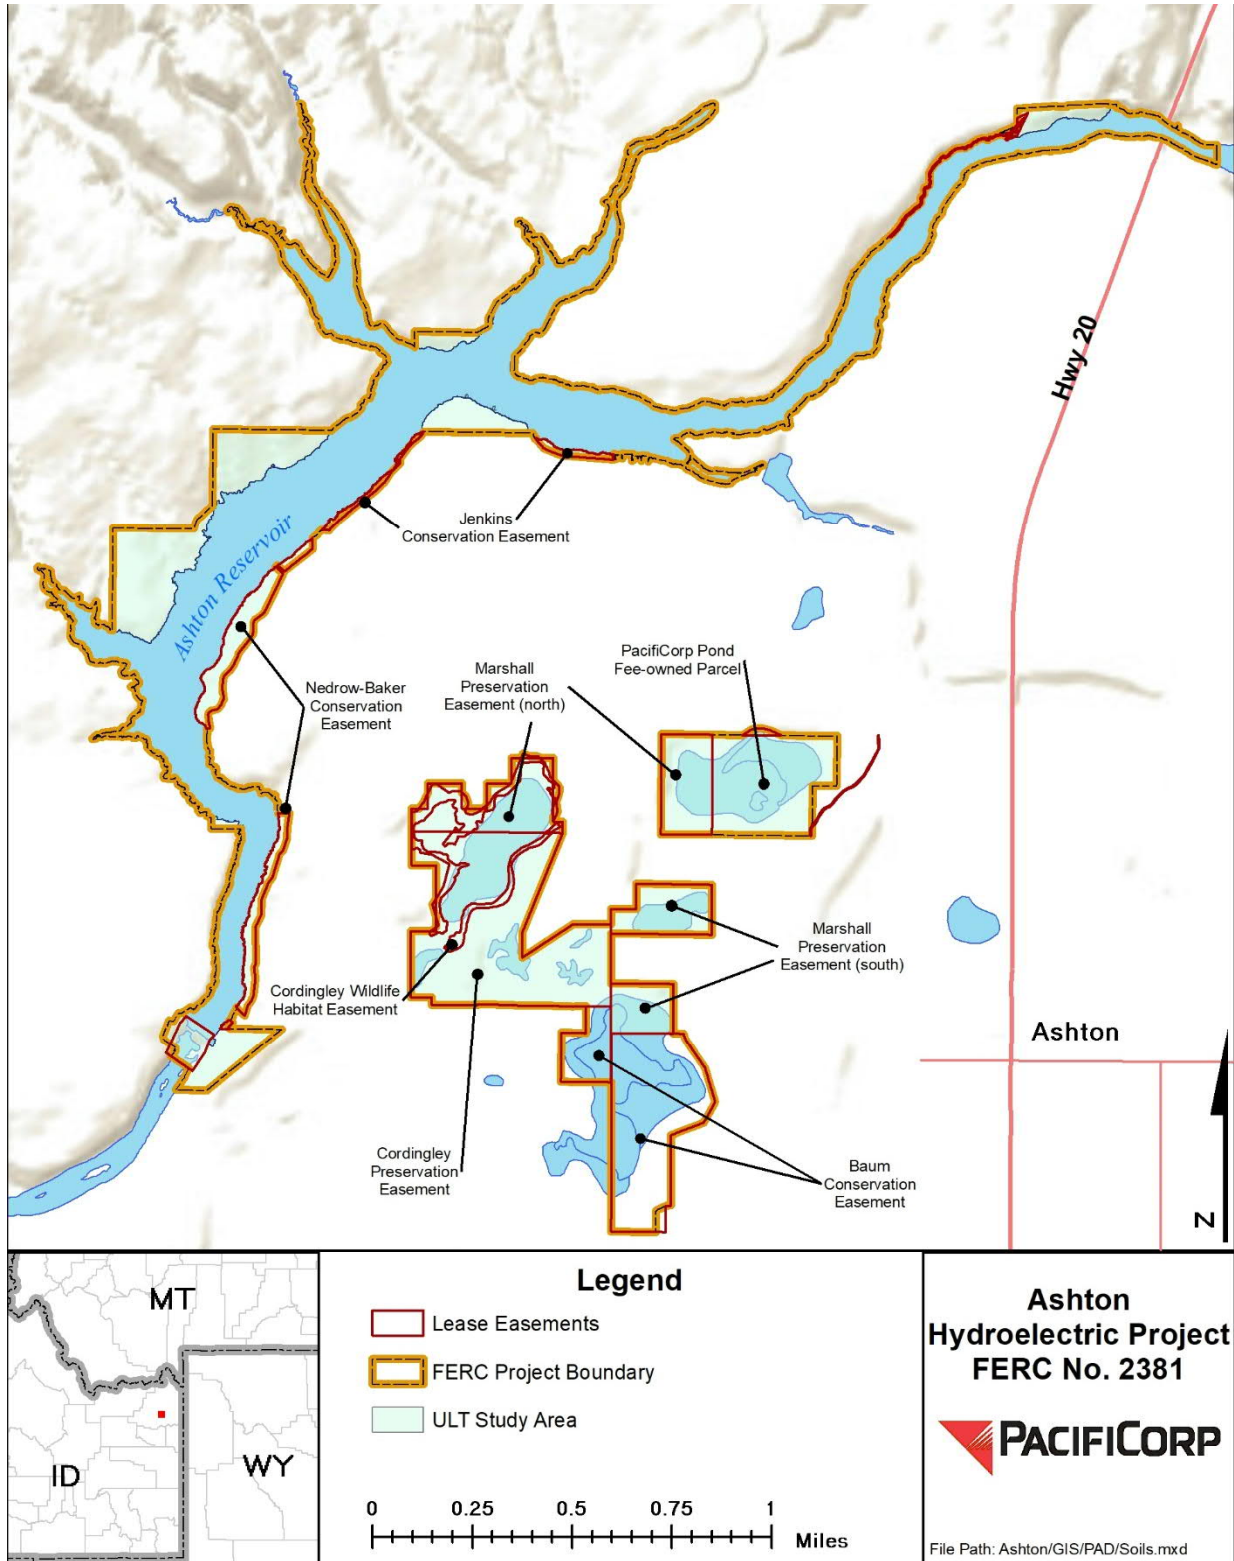 Hwy 20
Ashton Reservoir
Jenkins
Conservation Easement
PacifiCorp Pond
Fee-owned Parcel
Marshall
Preservation
Easement (north)
Nedrow-Baker
Conservation
Easement
Marshall
Preservation
Easement (south)
Cordingley Wildlife
Habitat Easement
Ashton
Cordingley
Preservation
Easement
Baum
Conservation
Easement
N
MT
ID
WY
Legend
Lease Easements
FERC Project Boundary
ULT Study Area
0 0.25 0.5 0.75 1
Miles
Ashton
Hydroelectric Project
FERC No. 2381
PACIFICORP
File Path: Ashton/GIS/PAD/Soils.mxd